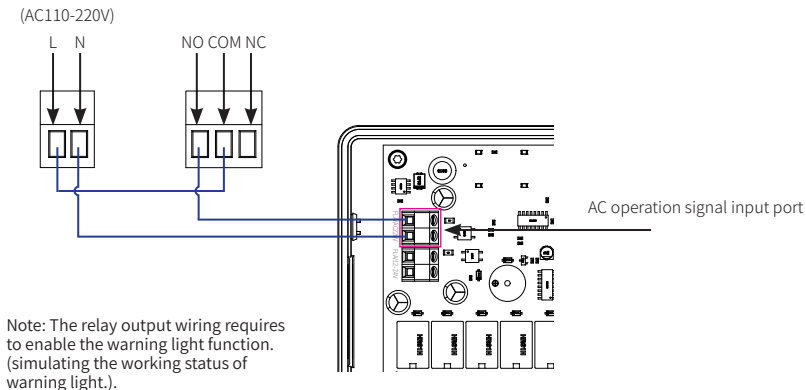 (AC110-220V)
L N
NO COM NC
AC operation signal input port
Note: The relay output wiring requires
to enable the warning light function.
(simulating the working status of
warning light.).